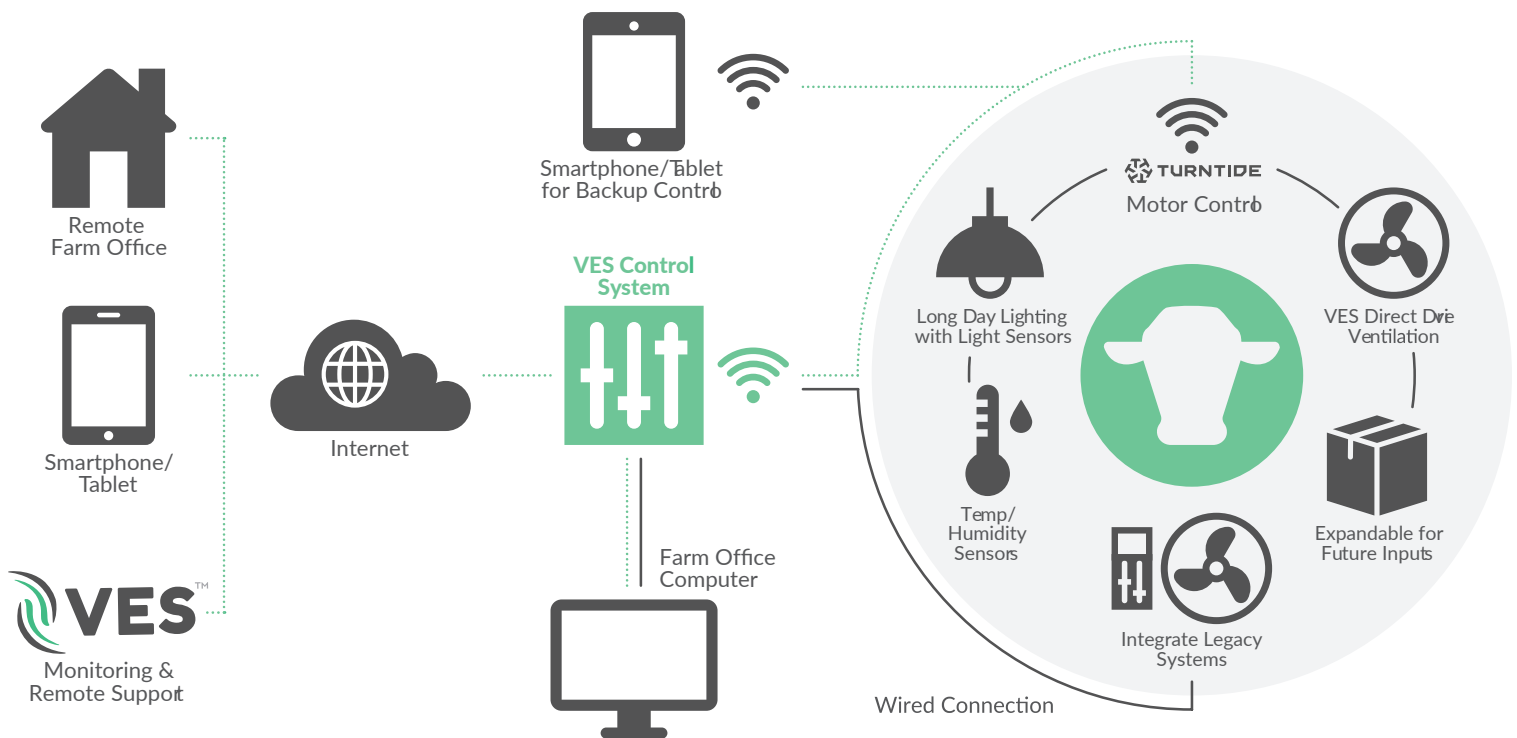 Remote
Farm Office
Smartphone/
Tablet
VES™
Monitoring &
Remote Support
Internet
Smartphone/Tablet
for Backup Control
VES Control
System
Farm Office
Computer
Wired Connection
TURNTIDE
Motor Control
Long Day Lighting
with Light Sensors
VES Direct Drive
Ventilation
Temp/
Humidity
Sensors
Expandable for
Future Inputs
Integrate Legacy
Systems